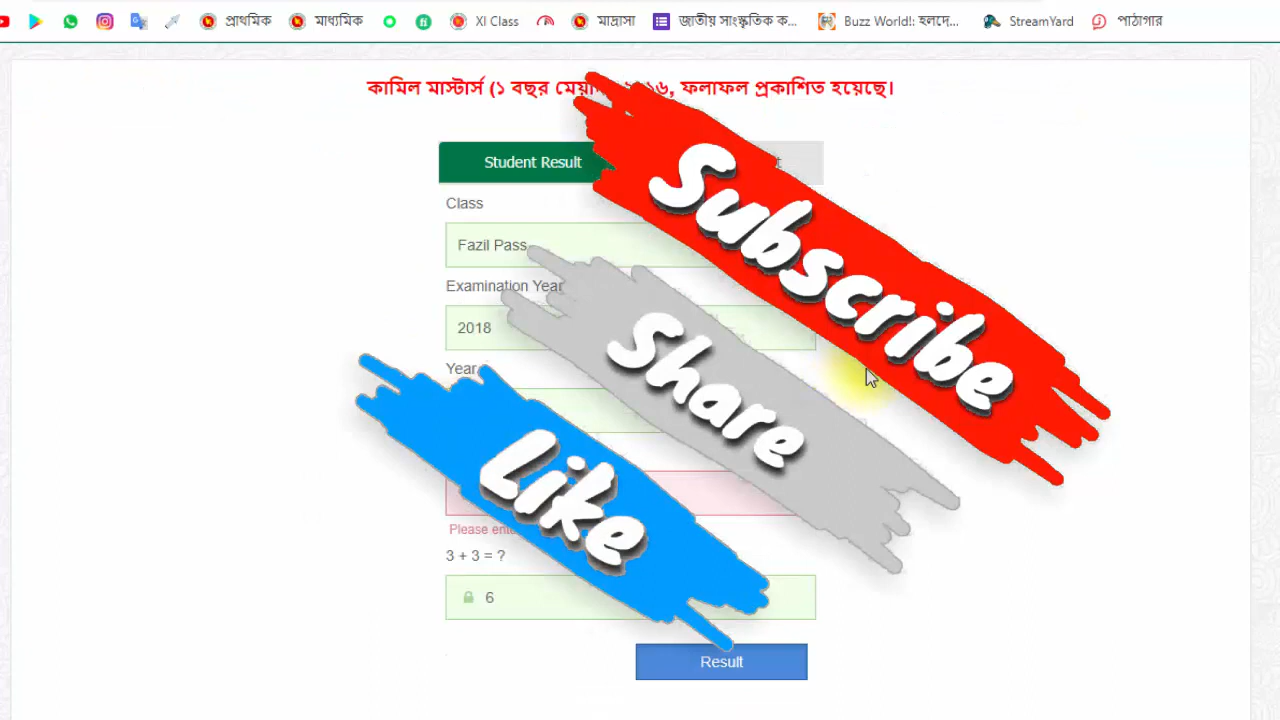 প্রাথমিক মাধ্যমিক XI Class মাদ্রাসা জাতীয় সাংস্কৃতিক ক... Buzz World!: হলদে... StreamYard পাঠাগার
কামিল মাস্টার্স (১ বছর ফলাফল প্রকাশিত হয়েছে।
Student Result
Class
Fazil Pass
Examination Year
2018
Year
Please
3 + 3 = ?
6
Result
Subscribe
Share
Like